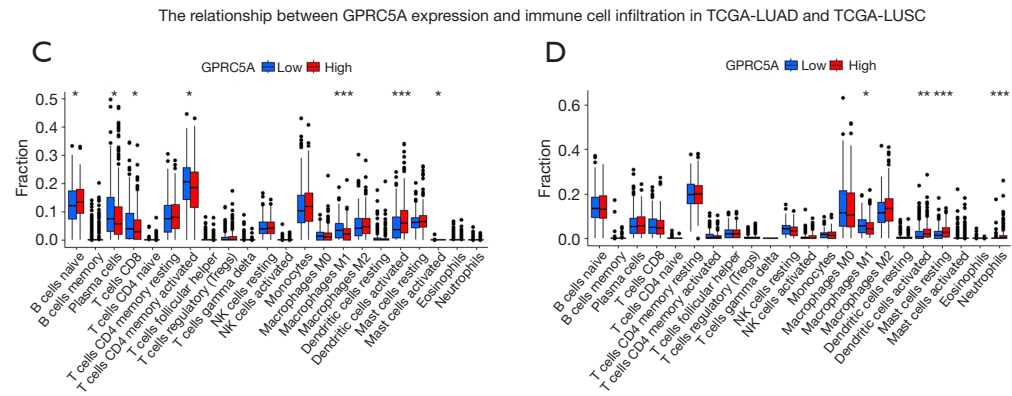 The relationship between GPRC5A expression and immune cell infiltration in TCGA-LUAD and TCGA-LUSC
C
GPRC5A Low High
* * * * *** *** *
Fraction
0.5
0.4
0.3
0.2
0.1
0.0
B cells naive
B cells memory
Plasma cells
T cells CD8
T cells CD4 naive
T cells CD4 memory resting
T cells CD4 memory activated
T cells follicular helper
T cells regulatory (Tregs)
T cells gamma delta
NK cells resting
NK cells activated
Monocytes
Macrophages M0
Macrophages M1
Macrophages M2
Dendritic cells resting
Dendritic cells activated
Mast cells resting
Mast cells activated
Eosinophils
Neutrophils
D
GPRC5A Low High
* ** *** ***
Fraction
0.6
0.4
0.2
0.0
B cells naive
B cells memory
Plasma cells
T cells CD8
T cells CD4 naive
T cells CD4 memory resting
T cells CD4 memory activated
T cells follicular helper
T cells regulatory (Tregs)
T cells gamma delta
NK cells resting
NK cells activated
Monocytes
Macrophages M0
Macrophages M1
Macrophages M2
Dendritic cells resting
Dendritic cells activated
Mast cells resting
Mast cells activated
Eosinophils
Neutrophils